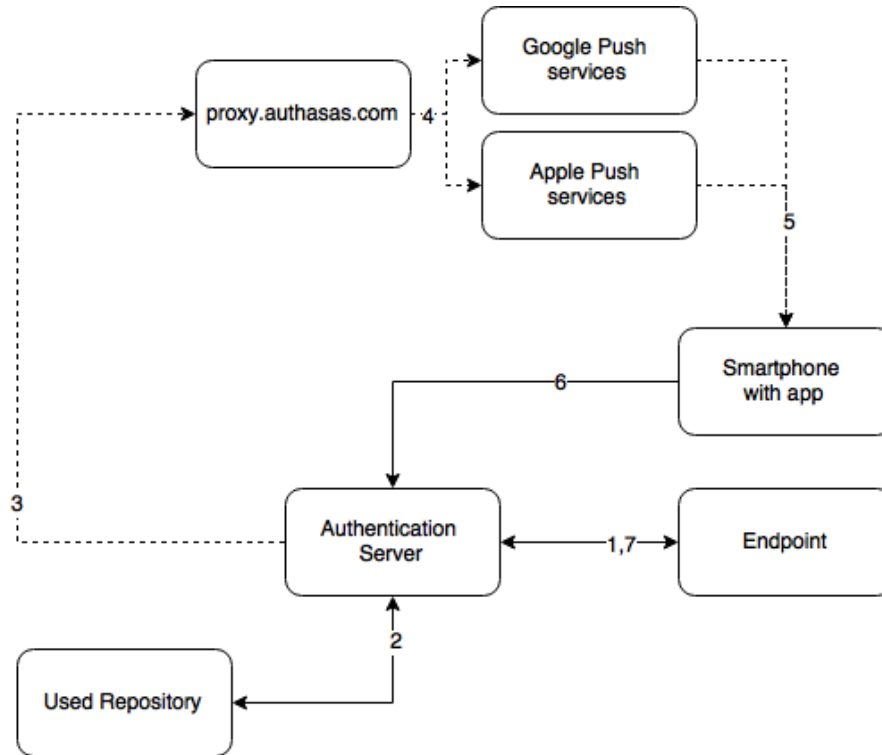 Google Push
services
proxy.authasas.com
4
Apple Push
services
5
Smartphone
with app
6
3
Authentication
Server
1,7
Endpoint
2
Used Repository